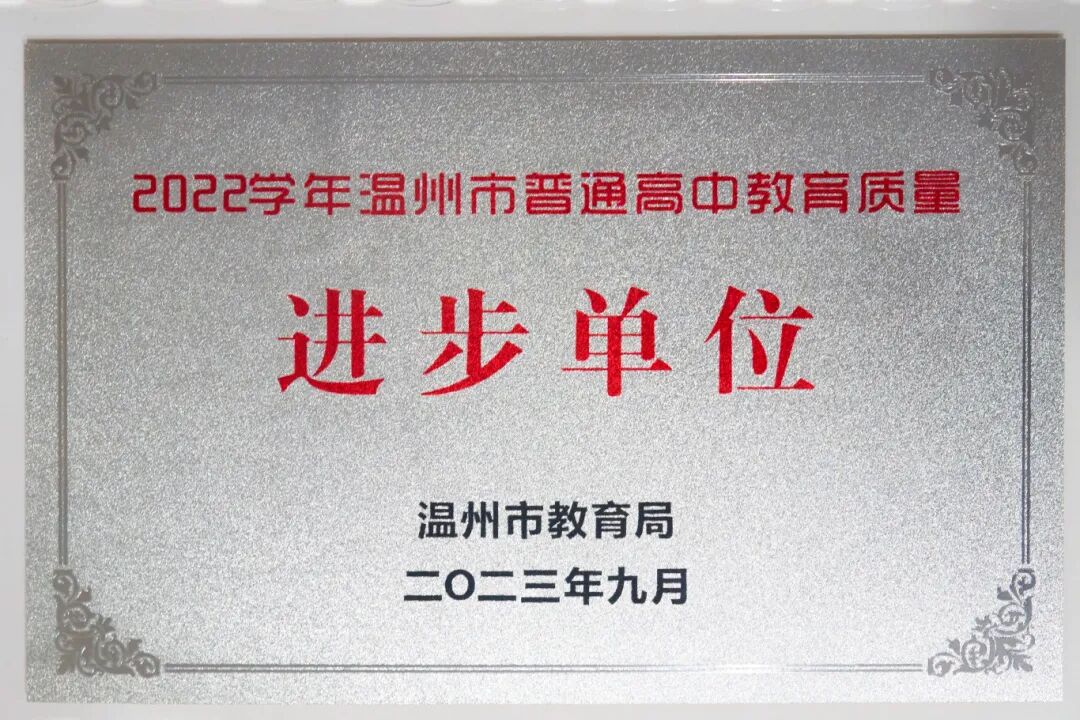 2022学年温州市普通高中教育质量
进步单位
温州市教育局
二〇二三年九月